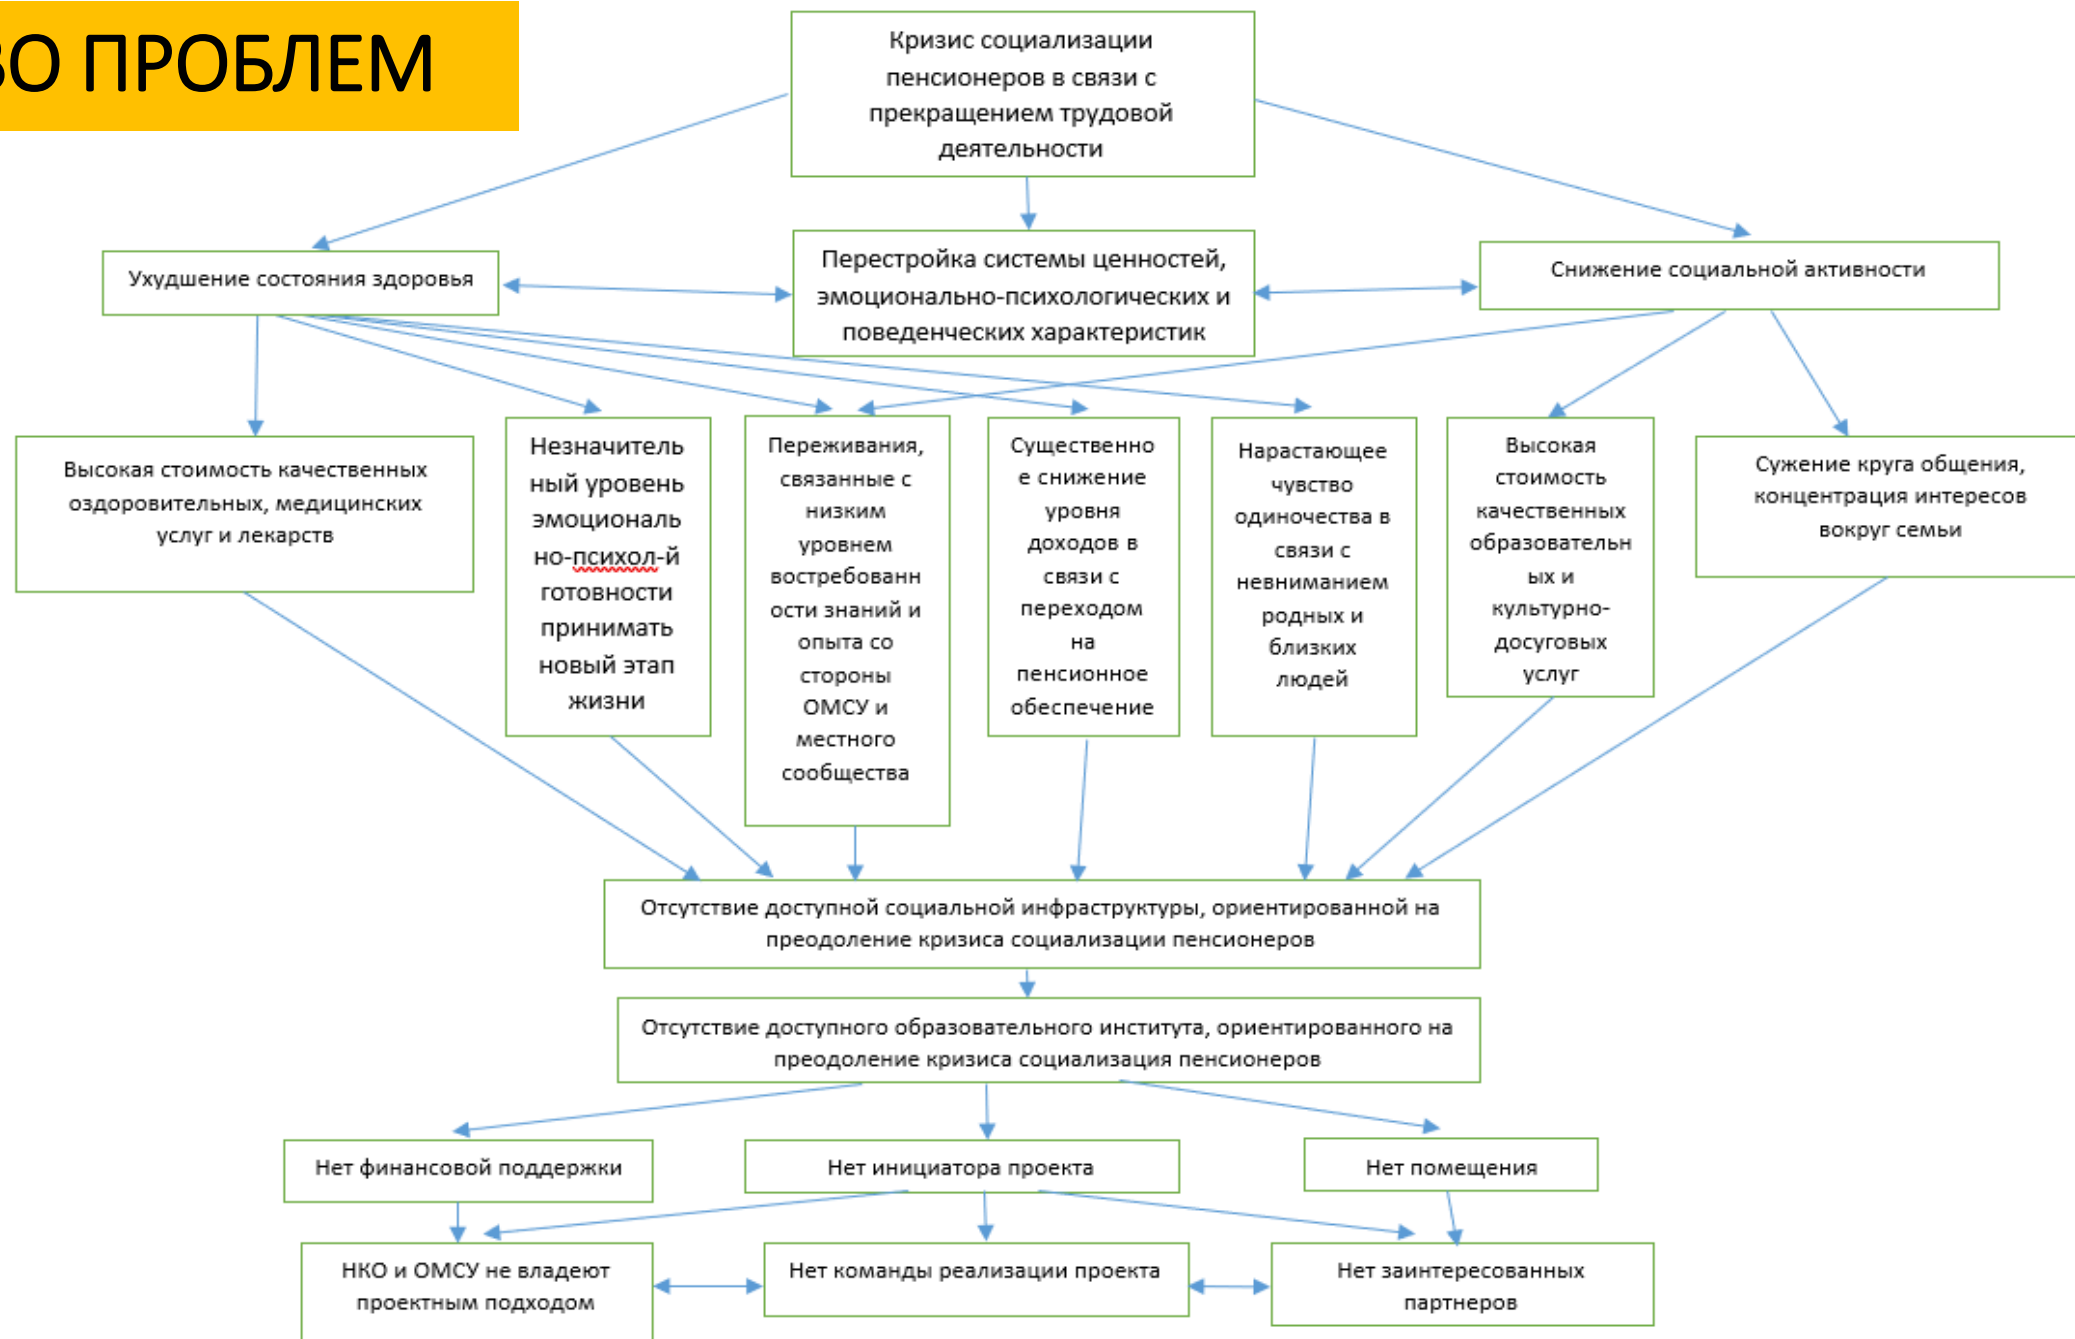 ВО ПРОБЛЕМ
Кризис социализации
пенсионеров в связи с
прекращением трудовой
деятельности
Ухудшение состояния здоровья
Перестройка системы ценностей,
эмоционально-психологических и
поведенческих характеристик
Снижение социальной активности
Высокая стоимость качественных
оздоровительных, медицинских
услуг и лекарств
Незначитель
ный уровень
эмоциональ
но-психол-й
готовности
принимать
новый этап
жизни
Переживания,
связанные с
низким
уровнем
востребованн
ости знаний и
опыта со
стороны
ОМСУ и
местного
сообщества
Существенно
е снижение
уровня
доходов в
связи с
переходом
на
пенсионное
обеспечение
Нарастающее
чувство
одиночества в
связи с
невниманием
родных и
близких
людей
Высокая
стоимость
качественных
образовательн
ых и
культурно-
досуговых
услуг
Сужение круга общения,
концентрация интересов
вокруг семьи
Отсутствие доступной социальной инфраструктуры, ориентированной на
преодоление кризиса социализации пенсионеров
Отсутствие доступного образовательного института, ориентированного на
преодоление кризиса социализация пенсионеров
Нет финансовой поддержки
Нет инициатора проекта
Нет помещения
НКО и ОМСУ не владеют
проектным подходом
Нет команды реализации проекта
Нет заинтересованных
партнеров